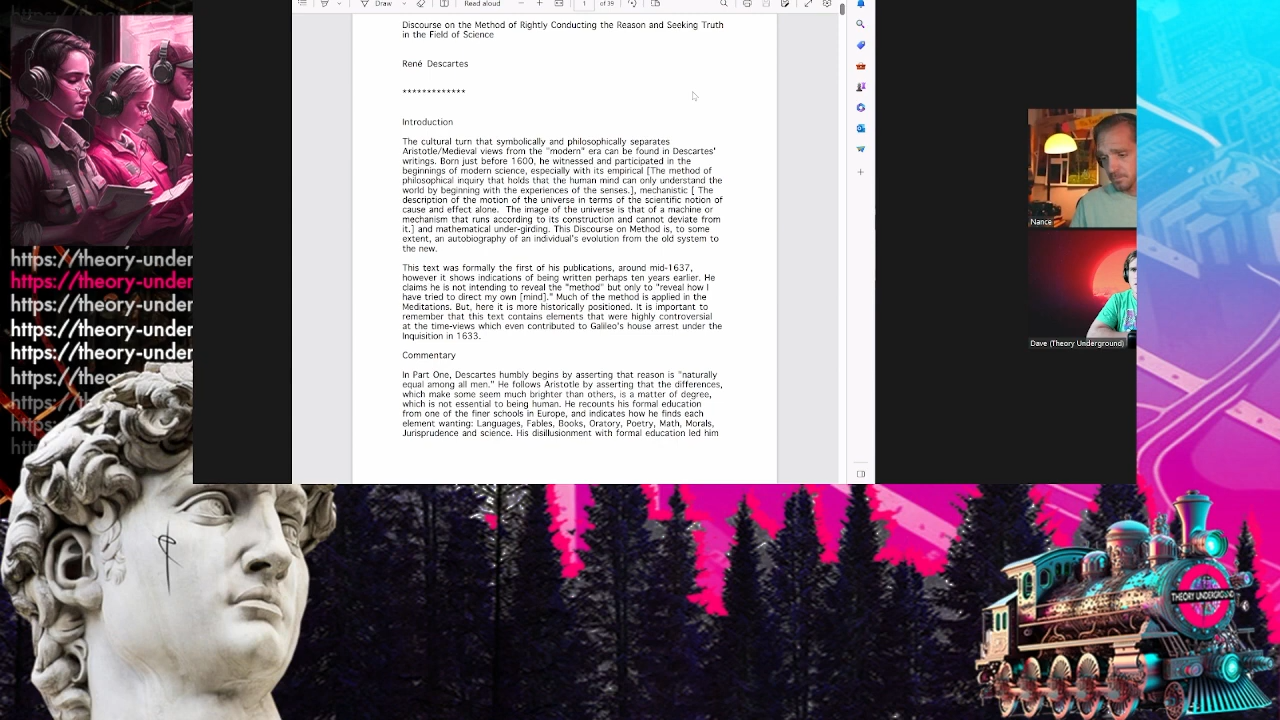 Draw
Read aloud
1
of 39
Discourse on the Method of Rightly Conducting the Reason and Seeking Truth
in the Field of Science
René Descartes
*************
Introduction
The cultural turn that symbolically and philosophically separates
Aristotle/Medieval views from the "modern" era can be found in Descartes'
writings. Born just before 1600, he witnessed and participated in the
beginnings of modern science, especially with its empirical [The method of
philosophical inquiry that holds that the human mind can only understand the
world by beginning with the experiences of the senses.], mechanistic [ The
description of the motion of the universe in terms of the scientific notion of
cause and effect alone.  The image of the universe is that of a machine or
mechanism that runs according to its construction and cannot deviate from
it.] and mathematical under-girding. This Discourse on Method is, to some
extent, an autobiography of an individual's evolution from the old system to
the new.
This text was formally the first of his publications, around mid-1637,
however it shows indications of being written perhaps ten years earlier. He
claims he is not intending to reveal the "method" but only to "reveal how I
have tried to direct my own [mind]." Much of the method is applied in the
Meditations. But, here it is more historically positioned. It is important to
remember that this text contains elements that were highly controversial
at the time-views which even contributed to Galileo's house arrest under the
Inquisition in 1633.
Commentary
In Part One, Descartes humbly begins by asserting that reason is "naturally
equal among all men." He follows Aristotle by asserting that the differences,
which make some seem much brighter than others, is a matter of degree,
which is not essential to being human. He recounts his formal education
from one of the finer schools in Europe, and indicates how he finds each
element wanting: Languages, Fables, Books, Oratory, Poetry, Math, Morals,
Jurisprudence and science. His disillusionment with formal education led him
Nance
Dave (Theory Underground)
https://theory-under
https://theory-under
https://theory-under
https://theory-under
https://theory-under
https://theo
https://th
https://t
https:/
THEORY UNDERGROUND